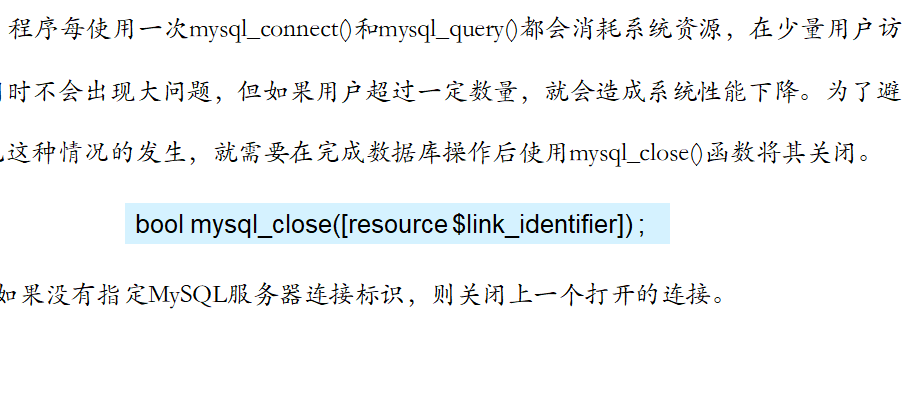 程序每使用一次mysql_connect()和mysql_query()都会消耗系统资源，在少量用户访
时不会出现大问题，但如果用户超过一定数量，就会造成系统性能下降。为了避
这种情况的发生，就需要在完成数据库操作后使用mysql_close()函数将其关闭。
bool mysql_close([resource $link_identifier]) ;
如果没有指定MySQL服务器连接标识，则关闭上一个打开的连接。